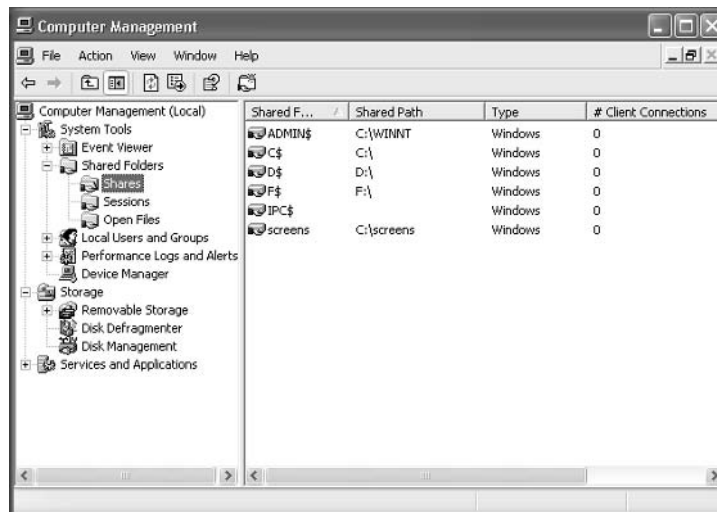 Computer Management
File Action View Window Help
Computer Management (Local)
System Tools
Event Viewer
Shared Folders
Shares
Sessions
Open Files
Local Users and Groups
Performance Logs and Alerts
Device Manager
Storage
Removable Storage
Disk Defragmenter
Disk Management
Services and Applications
Shared F... Shared Path Type # Client Connections
ADMIN$ C:\WINNT Windows 0
C$ C:\ Windows 0
D$ D:\ Windows 0
F$ F:\ Windows 0
IPC$ Windows 0
screens C:\screens Windows 0